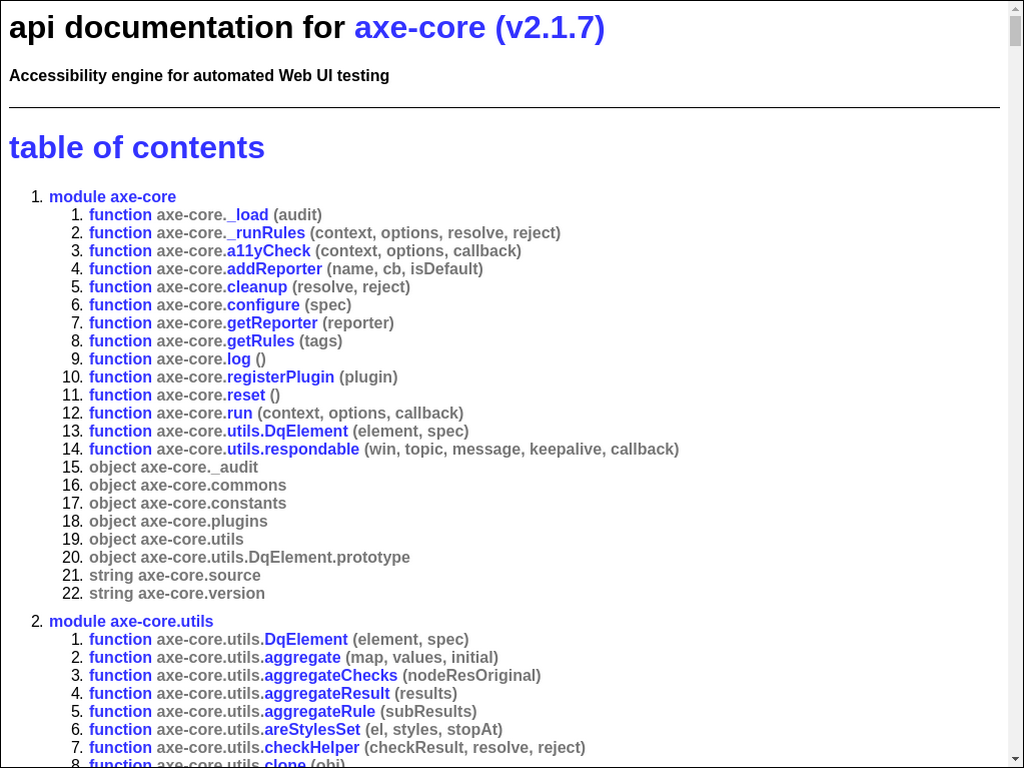 api documentation for axe-core (v2.1.7)
Accessibility engine for automated Web UI testing
table of contents
1. module axe-core
1. function axe-core._load (audit)
2. function axe-core._runRules (context, options, resolve, reject)
3. function axe-core.a11yCheck (context, options, callback)
4. function axe-core.addReporter (name, cb, isDefault)
5. function axe-core.cleanup (resolve, reject)
6. function axe-core.configure (spec)
7. function axe-core.getReporter (reporter)
8. function axe-core.getRules (tags)
9. function axe-core.log ()
10. function axe-core.registerPlugin (plugin)
11. function axe-core.reset ()
12. function axe-core.run (context, options, callback)
13. function axe-core.utils.DqElement (element, spec)
14. function axe-core.utils.respondable (win, topic, message, keepalive, callback)
15. object axe-core._audit
16. object axe-core.commons
17. object axe-core.constants
18. object axe-core.plugins
19. object axe-core.utils
20. object axe-core.utils.DqElement.prototype
21. string axe-core.source
22. string axe-core.version
2. module axe-core.utils
1. function axe-core.utils.DqElement (element, spec)
2. function axe-core.utils.aggregate (map, values, initial)
3. function axe-core.utils.aggregateChecks (nodeResOriginal)
4. function axe-core.utils.aggregateResult (results)
5. function axe-core.utils.aggregateRule (subResults)
6. function axe-core.utils.areStylesSet (el, styles, stopAt)
7. function axe-core.utils.checkHelper (checkResult, resolve, reject)
8. function axe-core.utils.clone (obj)